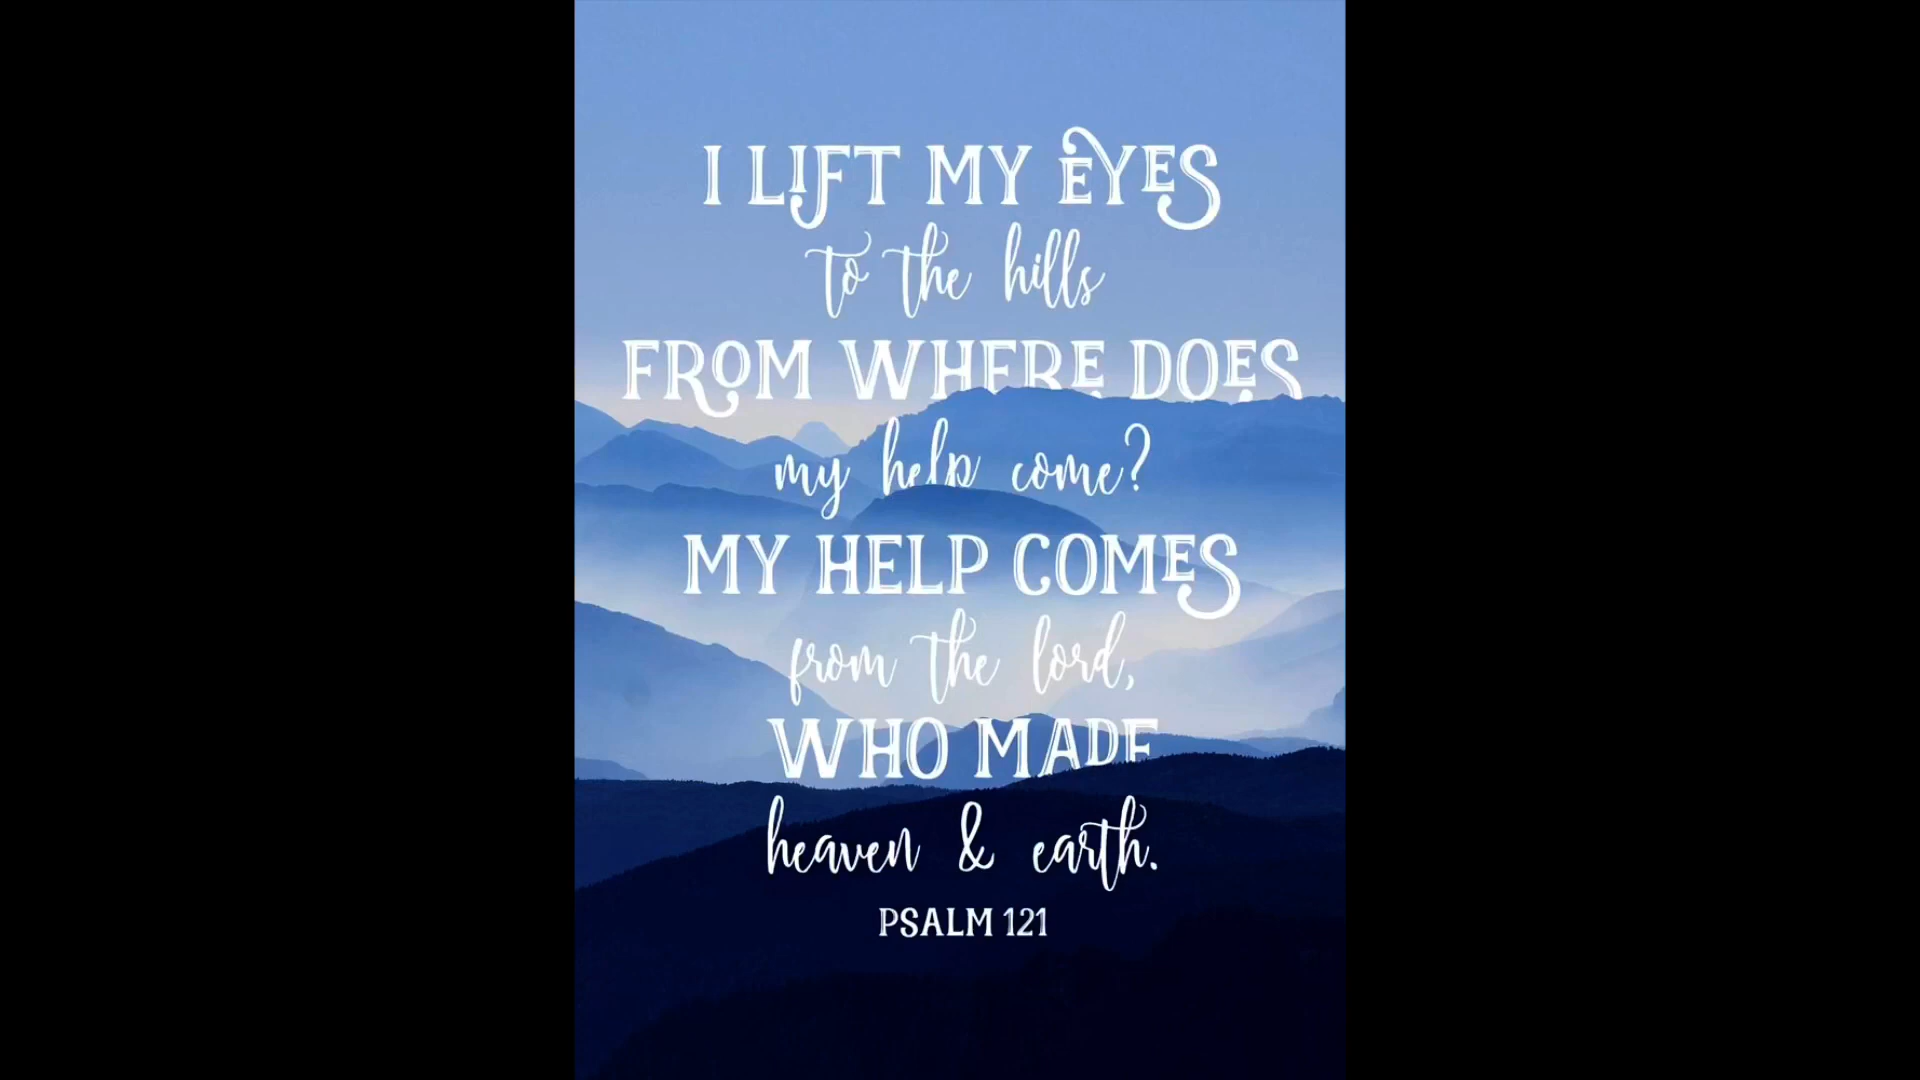 I LIFT MY EYES
to the hills
FROM WHERE DOES
my help come?
MY HELP COMES
from the lord,
WHO MADE
heaven & earth.
PSALM 121